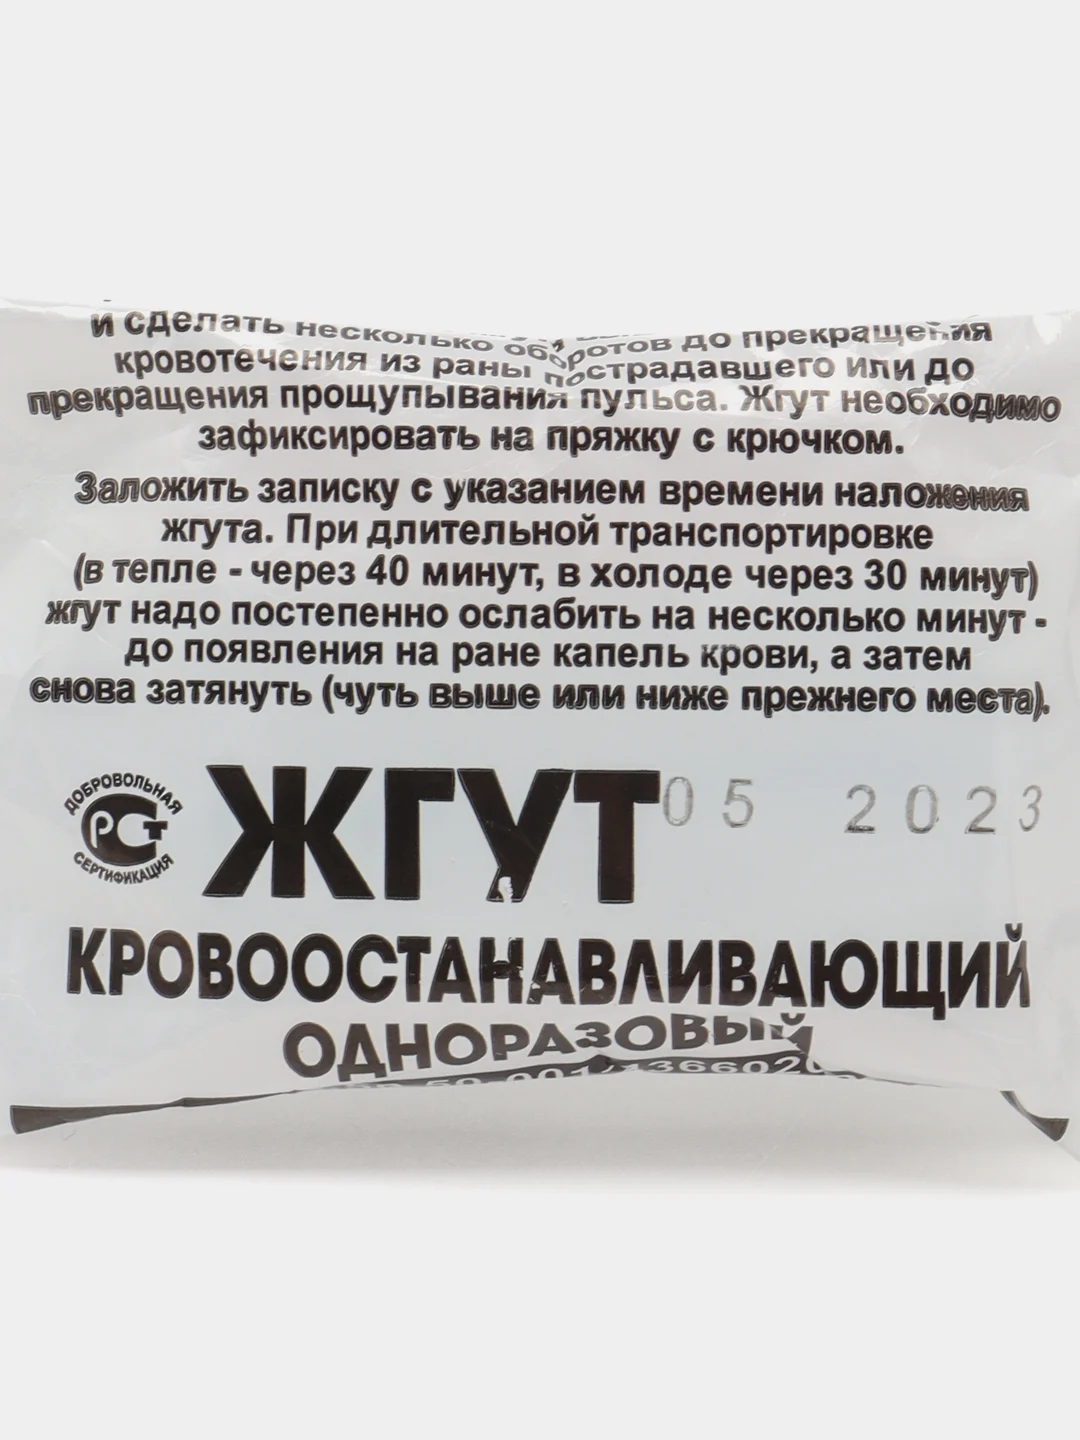 и сделать несколько оборотов до прекращения
кровотечения из раны пострадавшего или до
прекращения прощупывания пульса. Жгут необходимо
зафиксировать на пряжку с крючком.
Заложить записку с указанием времени наложения
жгута. При длительной транспортировке
(в тепле - через 40 минут, в холоде через 30 минут)
жгут надо постепенно ослабить на несколько минут -
до появления на ране капель крови, а затем
снова затянуть (чуть выше или ниже прежнего места).
ДОБРОВОЛЬНАЯ
РСТ
СЕРТИФИКАЦИЯ
ЖГУТ 05 2023
КРОВООСТАНАВЛИВАЮЩИЙ
ОДНОРАЗОВЫЙ